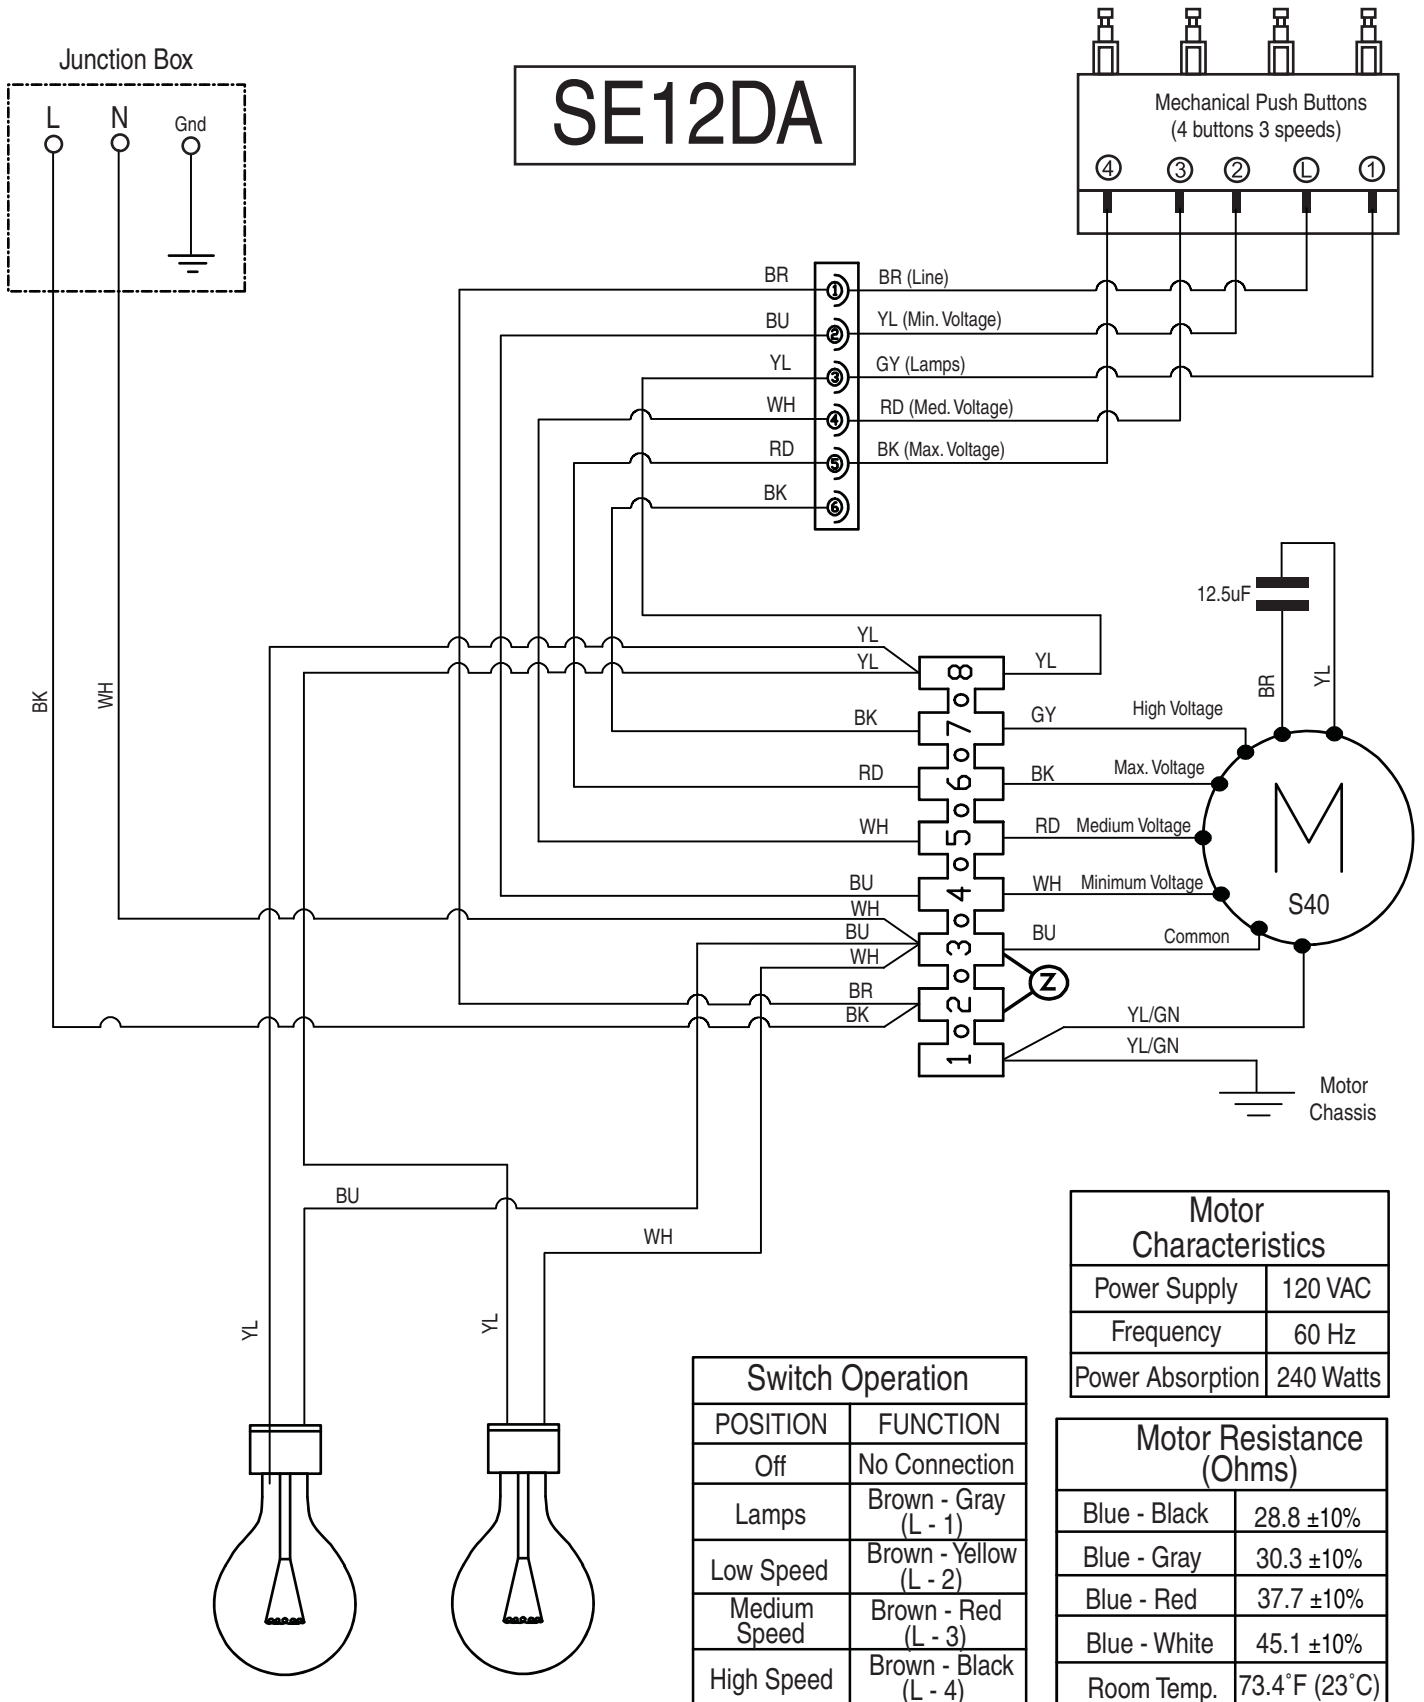 Junction Box
L N Gnd
SE12DA
Mechanical Push Buttons
(4 buttons 3 speeds)
4 3 2 L 1
BR 1 BR (Line)
BU 2 YL (Min. Voltage)
YL 3 GY (Lamps)
WH 4 RD (Med. Voltage)
RD 5 BK (Max. Voltage)
BK 6
12.5uF
BR
YL
BK
WH
YL
YL 8 YL
O
BK 7 GY High Voltage
O
RD 6 BK Max. Voltage
O
WH 5 RD Medium Voltage
O
BU 4 WH Minimum Voltage
M
S40
WH
O
BU 3 BU Common
WH
O
Z
BR 2
BK
O
YL/GN
1 YL/GN
Motor
Chassis
BU
WH
YL
YL
Motor
Characteristics
Power Supply 120 VAC
Frequency 60 Hz
Power Absorption 240 Watts
Switch Operation
POSITION FUNCTION
Off No Connection
Lamps Brown - Gray
(L - 1)
Low Speed Brown - Yellow
(L - 2)
Medium
Speed Brown - Red
(L - 3)
High Speed Brown - Black
(L - 4)
Motor Resistance
(Ohms)
Blue - Black 28.8 ±10%
Blue - Gray 30.3 ±10%
Blue - Red 37.7 ±10%
Blue - White 45.1 ±10%
Room Temp. 73.4˚F (23˚C)